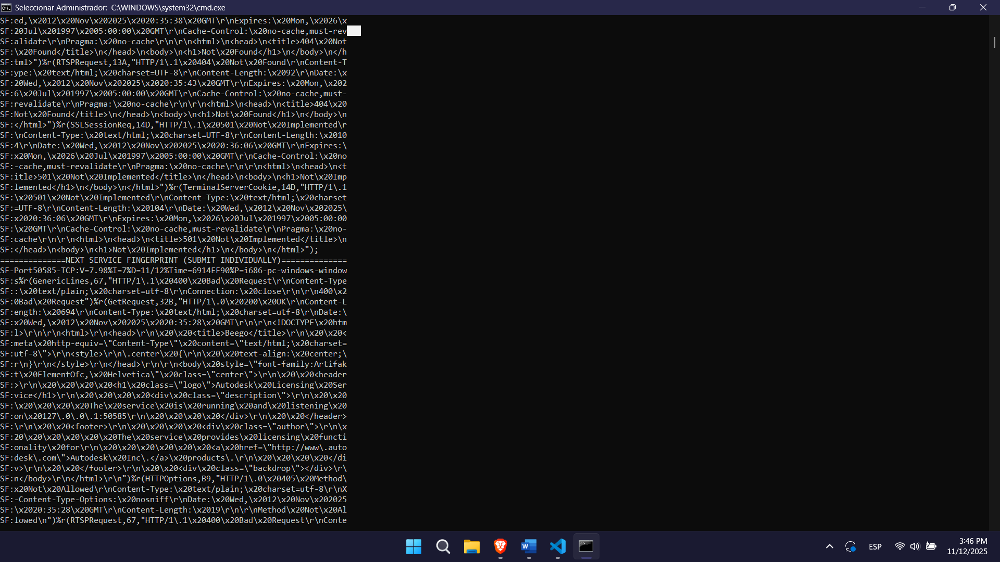 Seleccionar Administrador:  C:\WINDOWS\system32\cmd.exe
SF:ed,\x2012\x20Nov\x202025\x2020:35:38\x20GMT\r\nExpires:\x20Mon,\x2026\x
SF:20Jul\x201997\x2005:00:00\x20GMT\r\nCache-Control:\x20no-cache,must-rev
SF:alidate\r\nPragma:\x20no-cache\r\n\r\n<html>\n<head>\n<title>404\x20Not
SF:\x20Found</title>\n</head>\n<body>\n<h1>Not\x20Found</h1>\n</body>\n</h
SF:tml>")%r(RTSPRequest,13A,"HTTP/1\.1\x20404\x20Not\x20Found\r\nContent-T
SF:ype:\x20text/html;\x20charset=UTF-8\r\nContent-Length:\x2092\r\nDate:\x
SF:20Wed,\x2012\x20Nov\x202025\x2020:35:43\x20GMT\r\nExpires:\x20Mon,\x202
SF:6\x20Jul\x201997\x2005:00:00\x20GMT\r\nCache-Control:\x20no-cache,must-
SF:revalidate\r\nPragma:\x20no-cache\r\n\r\n<html>\n<head>\n<title>404\x20
SF:Not\x20Found</title>\n</head>\n<body>\n<h1>Not\x20Found</h1>\n</body>\n
SF:</html>")%r(SSLSessionReq,14D,"HTTP/1\.1\x20501\x20Not\x20Implemented\r
SF:\nContent-Type:\x20text/html;\x20charset=UTF-8\r\nContent-Length:\x2010
SF:4\r\nDate:\x20Wed,\x2012\x20Nov\x202025\x2020:36:06\x20GMT\r\nExpires:\
SF:x20Mon,\x2026\x20Jul\x201997\x2005:00:00\x20GMT\r\nCache-Control:\x20no
SF:-cache,must-revalidate\r\nPragma:\x20no-cache\r\n\r\n<html>\n<head>\n<t
SF:itle>501\x20Not\x20Implemented</title>\n</head>\n<body>\n<h1>Not\x20Imp
SF:lemented</h1>\n</body>\n</html>")%r(TerminalServerCookie,14D,"HTTP/1\.1
SF:\x20501\x20Not\x20Implemented\r\nContent-Type:\x20text/html;\x20charset
SF:=UTF-8\r\nContent-Length:\x20104\r\nDate:\x20Wed,\x2012\x20Nov\x202025\
SF:x2020:36:06\x20GMT\r\nExpires:\x20Mon,\x2026\x20Jul\x201997\x2005:00:00
SF:\x20GMT\r\nCache-Control:\x20no-cache,must-revalidate\r\nPragma:\x20no-
SF:cache\r\n\r\n<html>\n<head>\n<title>501\x20Not\x20Implemented</title>\n
SF:</head>\n<body>\n<h1>Not\x20Implemented</h1>\n</body>\n</html>");
==============NEXT SERVICE FINGERPRINT (SUBMIT INDIVIDUALLY)==============
SF-Port50585-TCP:V=7.98%I=7%D=11/12%Time=6914EF90%P=i686-pc-windows-window
SF:s%r(GenericLines,67,"HTTP/1\.1\x20400\x20Bad\x20Request\r\nContent-Type
SF::\x20text/plain;\x20charset=utf-8\r\nConnection:\x20close\r\n\r\n400\x2
SF:0Bad\x20Request")%r(GetRequest,32B,"HTTP/1\.0\x20200\x20OK\r\nContent-L
SF:ength:\x20694\r\nContent-Type:\x20text/html;\x20charset=utf-8\r\nDate:\
SF:x20Wed,\x2012\x20Nov\x202025\x2020:35:28\x20GMT\r\n\r\n<!DOCTYPE\x20htm
SF:l>\r\n\r\n<html>\r\n<head>\r\n\x20\x20<title>Beego</title>\r\n\x20\x20<
SF:meta\x20http-equiv=\"Content-Type\"\x20content=\"text/html;\x20charset=
SF:utf-8\">\r\n<style>\r\n\.center\x20{\r\n\x20\x20text-align:\x20center;\
SF:r\n}\r\n</style>\r\n</head>\r\n\r\n<body\x20style=\"font-family:Artifak
SF:t\x20ElementOfc,\x20Helvetica\"\x20class=\"center\">\r\n\x20\x20<header
SF:>\r\n\x20\x20\x20\x20<h1\x20class=\"logo\">Autodesk\x20Licensing\x20Ser
SF:vice</h1>\r\n\x20\x20\x20\x20<div\x20class=\"description\">\r\n\x20\x20
SF:\x20\x20\x20\x20The\x20service\x20is\x20running\x20and\x20listening\x20
SF:on\x20127\.0\.0\.1:50585\r\n\x20\x20\x20\x20</div>\r\n\x20\x20</header>
SF:\r\n\x20\x20<footer>\r\n\x20\x20\x20\x20<div\x20class=\"author\">\r\n\x
SF:20\x20\x20\x20\x20\x20The\x20service\x20provides\x20licensing\x20functi
SF:onality\x20for\r\n\x20\x20\x20\x20\x20\x20<a\x20href=\"http://www\.auto
SF:desk\.com\">Autodesk\x20Inc\.</a>\x20products\.\r\n\x20\x20\x20\x20</di
SF:v>\r\n\x20\x20</footer>\r\n\x20\x20<div\x20class=\"backdrop\"></div>\r\
SF:n</body>\r\n</html>\r\n")%r(HTTPOptions,B9,"HTTP/1\.0\x20405\x20Method\
SF:x20Not\x20Allowed\r\nContent-Type:\x20text/plain;\x20charset=utf-8\r\nX
SF:-Content-Type-Options:\x20nosniff\r\nDate:\x20Wed,\x2012\x20Nov\x202025
SF:\x2020:35:28\x20GMT\r\nContent-Length:\x2019\r\n\r\nMethod\x20Not\x20Al
SF:lowed\n")%r(RTSPRequest,67,"HTTP/1\.1\x20400\x20Bad\x20Request\r\nConte
ESP
3:46 PM
11/12/2025